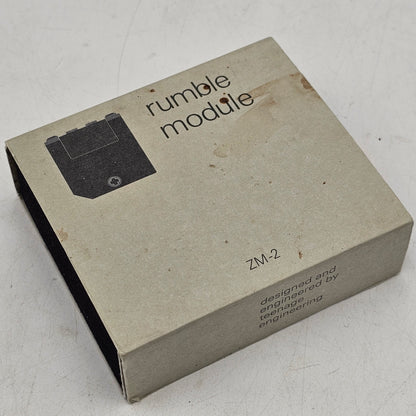 rumble
module
ZM-2
designed and
engineered by
teenage
engineering